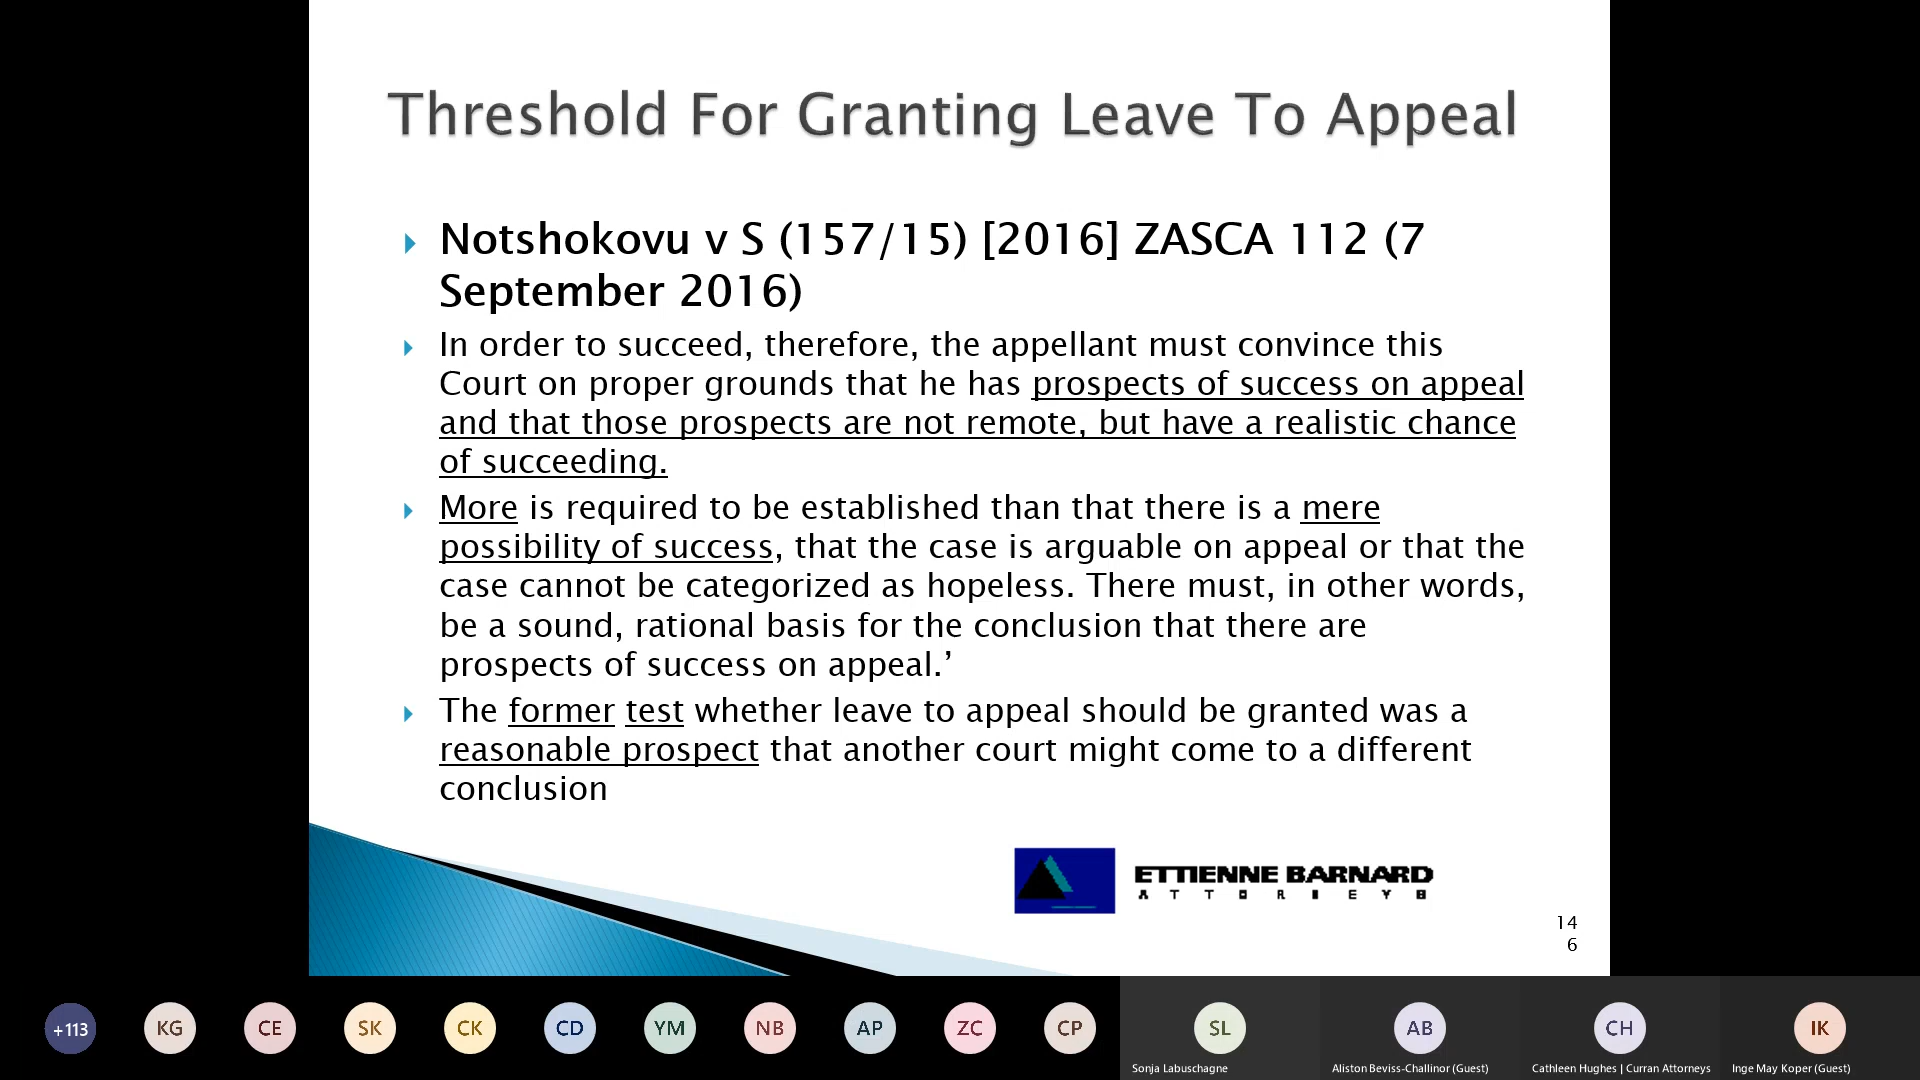 Threshold For Granting Leave To Appeal
Notshokovu v S (157/15) [2016] ZASCA 112 (7
September 2016)
In order to succeed, therefore, the appellant must convince this
Court on proper grounds that he has prospects of success on appeal
and that those prospects are not remote, but have a realistic chance
of succeeding.
More is required to be established than that there is a mere
possibility of success, that the case is arguable on appeal or that the
case cannot be categorized as hopeless. There must, in other words,
be a sound, rational basis for the conclusion that there are
prospects of success on appeal.’
The former test whether leave to appeal should be granted was a
reasonable prospect that another court might come to a different
conclusion
ETTIENNE BARNARD
ATTORNEYS
14
6
+113
KG
CE
SK
CK
CD
YM
NB
AP
ZC
CP
SL
AB
CH
IK
Sonja Labuschagne
Aliston Beviss-Challinor (Guest)
Cathleen Hughes | Curran Attorneys
Inge May Koper (Guest)